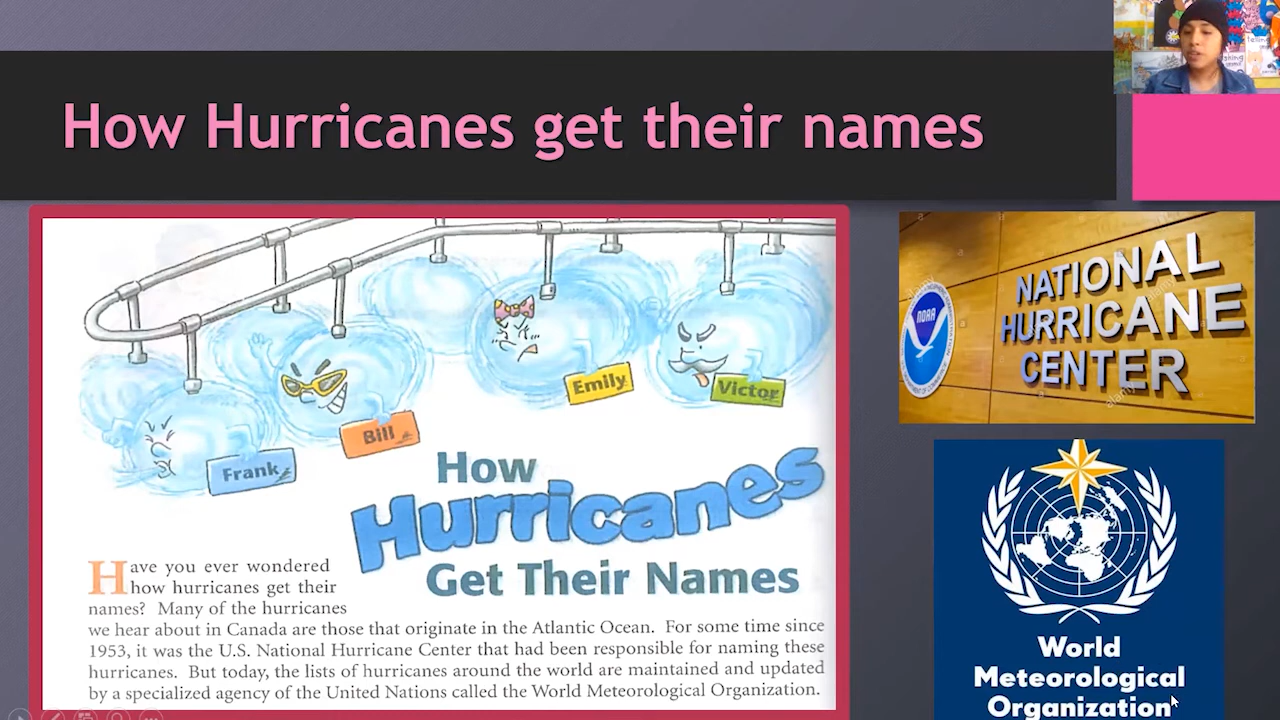 How Hurricanes get their names
Frank
Bill
Emily
Victor
How
Hurricanes
Get Their Names
Have you ever wondered
how hurricanes get their
names? Many of the hurricanes
we hear about in Canada are those that originate in the Atlantic Ocean. For some time since
1953, it was the U.S. National Hurricane Center that had been responsible for naming these
hurricanes. But today, the lists of hurricanes around the world are maintained and updated
by a specialized agency of the United Nations called the World Meteorological Organization.
NATIONAL
HURRICANE
CENTER
NOAA
alamy
World
Meteorological
Organization